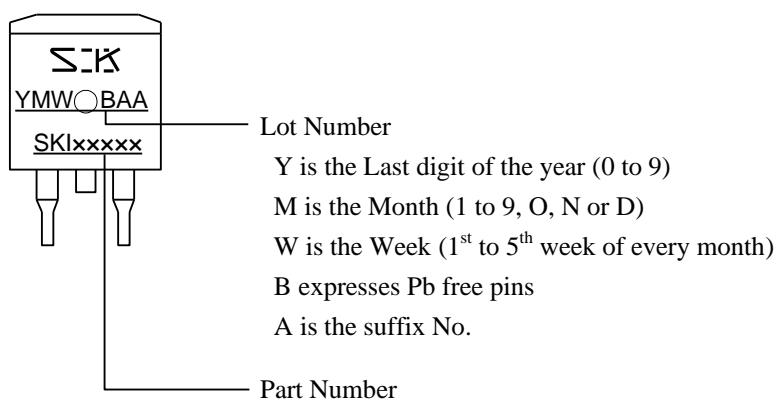 SK
YMW○BAA
SKI×××××
Lot Number
Y is the Last digit of the year (0 to 9)
M is the Month (1 to 9, O, N or D)
W is the Week (1st to 5th week of every month)
B expresses Pb free pins
A is the suffix No.
Part Number